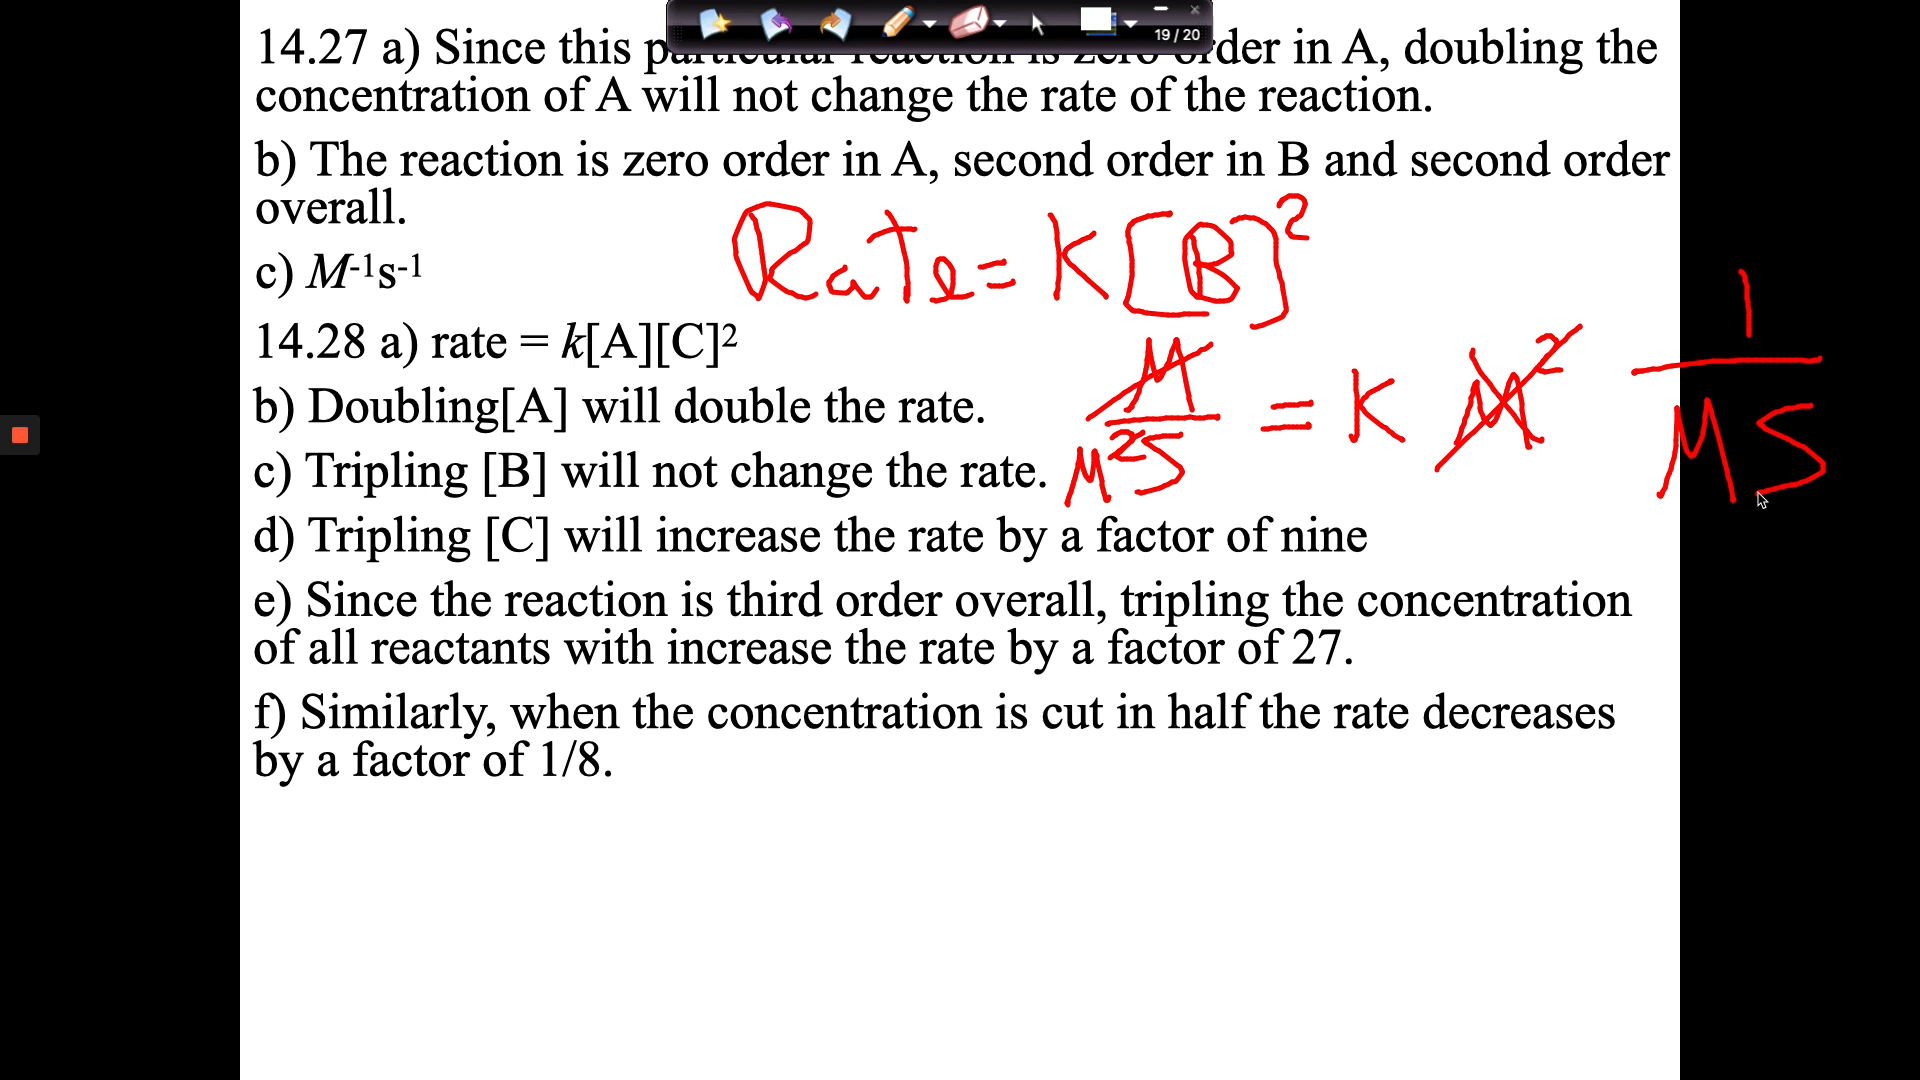 19 / 20
14.27 a) Since this particular reaction is zero order in A, doubling the
concentration of A will not change the rate of the reaction.
b) The reaction is zero order in A, second order in B and second order
overall.
Rate = K[B]²
c) M-1s-1
14.28 a) rate = k[A][C]²
b) Doubling[A] will double the rate.
M/M²S = K M²
1/MS
c) Tripling [B] will not change the rate.
d) Tripling [C] will increase the rate by a factor of nine
e) Since the reaction is third order overall, tripling the concentration
of all reactants with increase the rate by a factor of 27.
f) Similarly, when the concentration is cut in half the rate decreases
by a factor of 1/8.